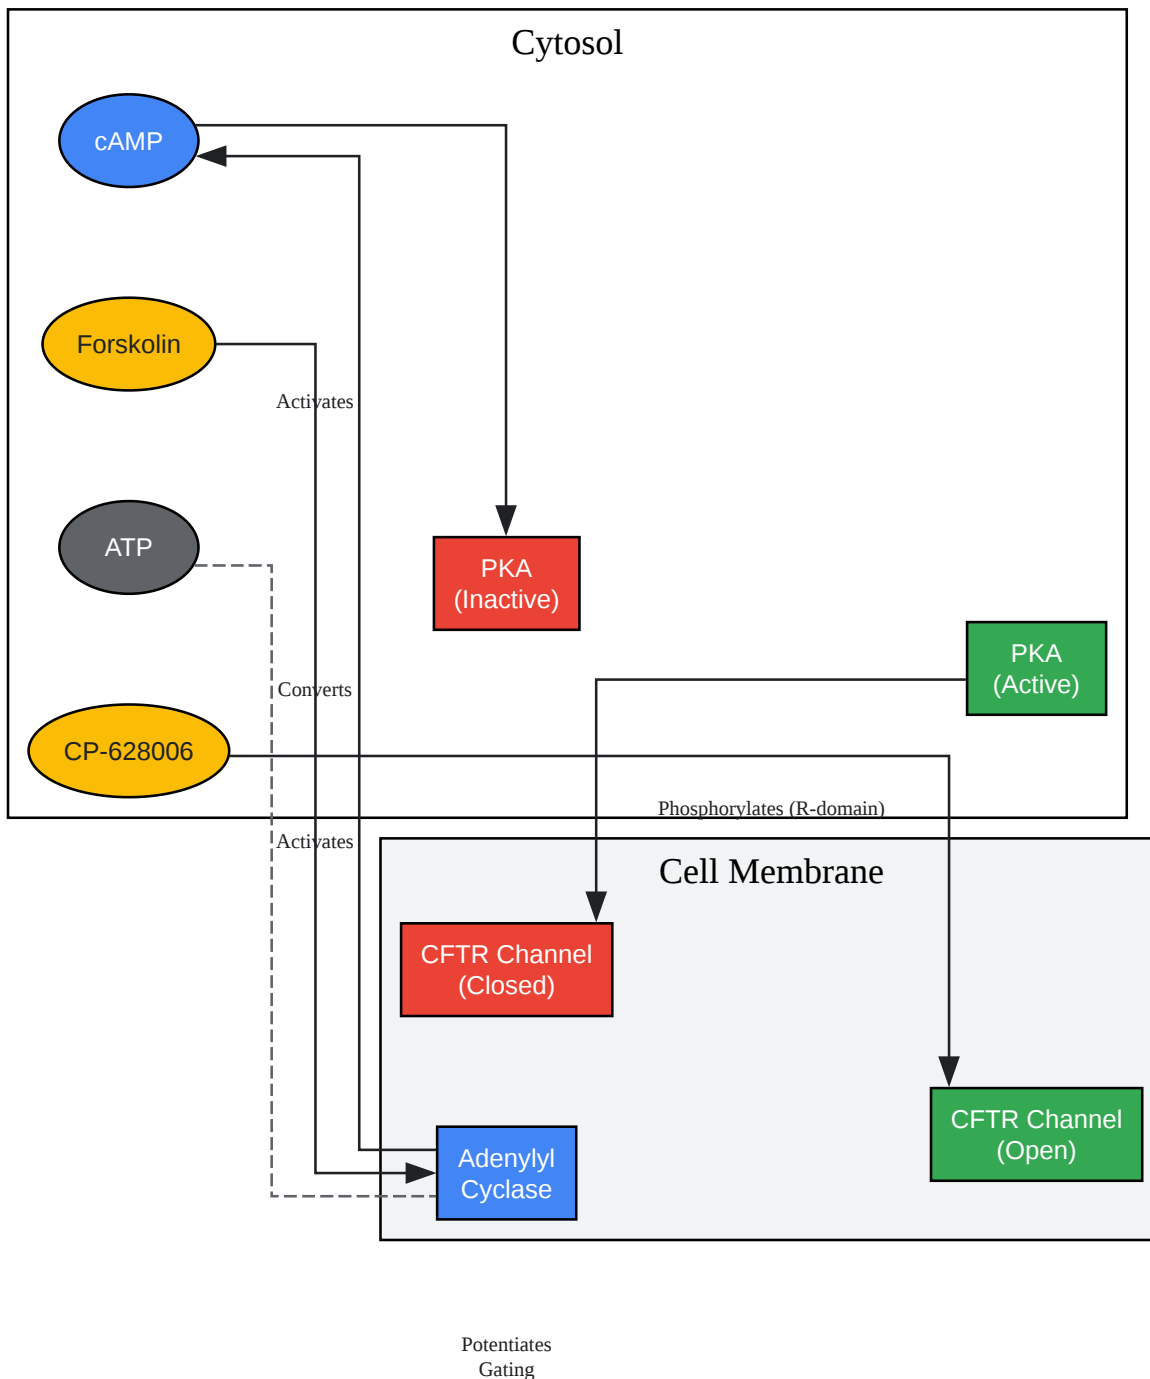 Cytosol
cAMP
Forskolin
Activates
ATP
PKA
(Inactive)
PKA
(Active)
Converts
CP-628006
Phosphorylates (R-domain)
Activates
Cell Membrane
CFTR Channel
(Closed)
CFTR Channel
(Open)
Adenylyl
Cyclase
Potentiates
Gating